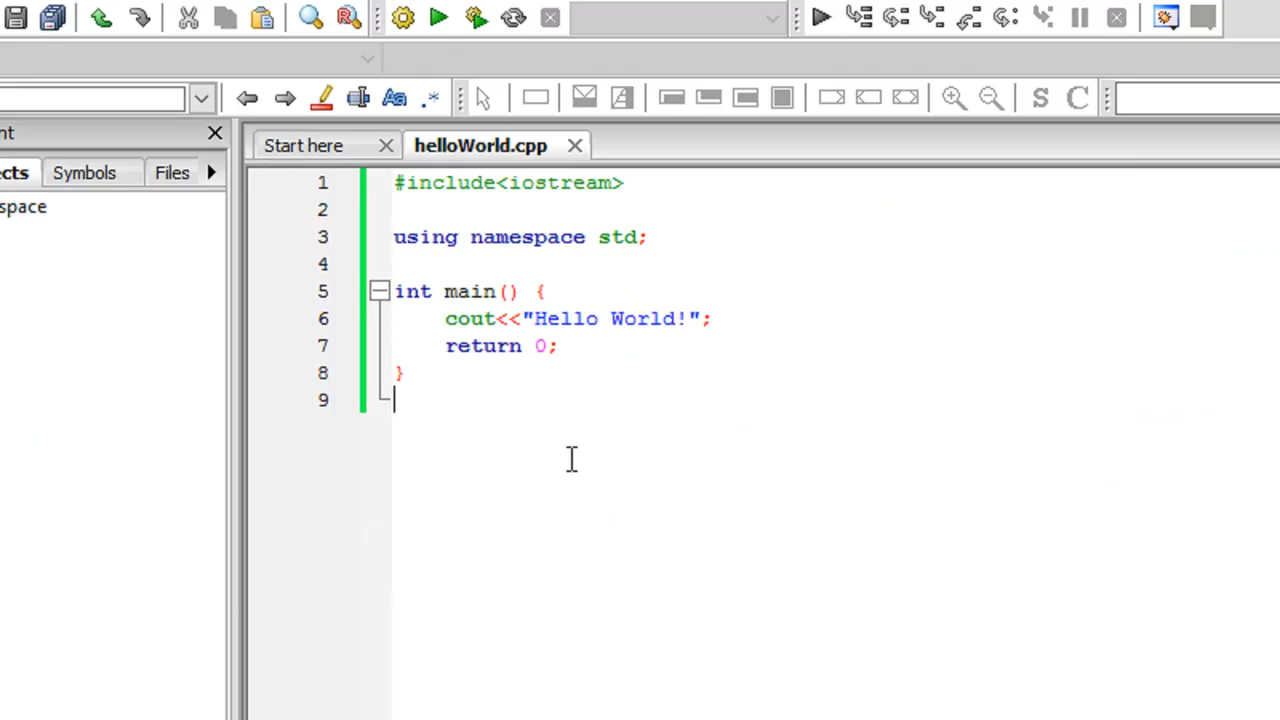 nt
ects
Symbols
Files
space
Start here
helloWorld.cpp
1 #include<iostream>
2
3 using namespace std;
4
5 int main() {
6 cout<<"Hello World!";
7 return 0;
8 }
9